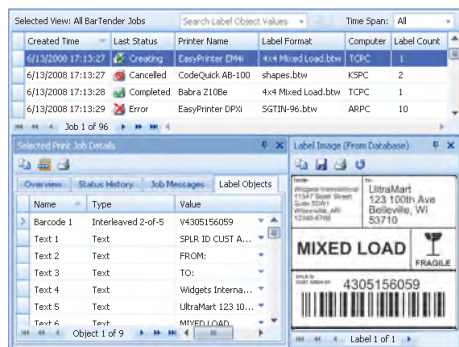 Selected View: All BarTender Jobs Search Label Object Values Time Span: All
Created Time Last Status Printer Name Label Format Computer Label Count
6/13/2008 17:13:27 Creating EasyPrinter EM4i 4x4 Mixed Load.btw TCPC 1
6/13/2008 17:13:27 Cancelled CodeQuick AB-100 shapes.btw KSPC 2
6/13/2008 17:13:28 Completed Babra Z10Be 4x4 Mixed Load.btw TCPC 1
6/13/2008 17:13:29 Error EasyPrinter DPXi SGTIN-96.btw ARPC 10
Job 1 of 96
Selected Print Job Details
Overview Status History Job Messages Label Objects
Name Type Value
Barcode 1 Interleaved 2-of-5 V4305156059
Text 1 Text SPLR ID CUST A...
Text 2 Text FROM:
Text 3 Text TO:
Text 4 Text Widgets Interna...
Text 5 Text UltraMart 123 10...
Text 6 Text MIXED LOAD
Object 1 of 9
Label Image (From Database)
Widgets International
UltraMart
123 100th Ave
Belleville, WI
53710
MIXED LOAD
FRAGILE
4305156059
Label 1 of 1